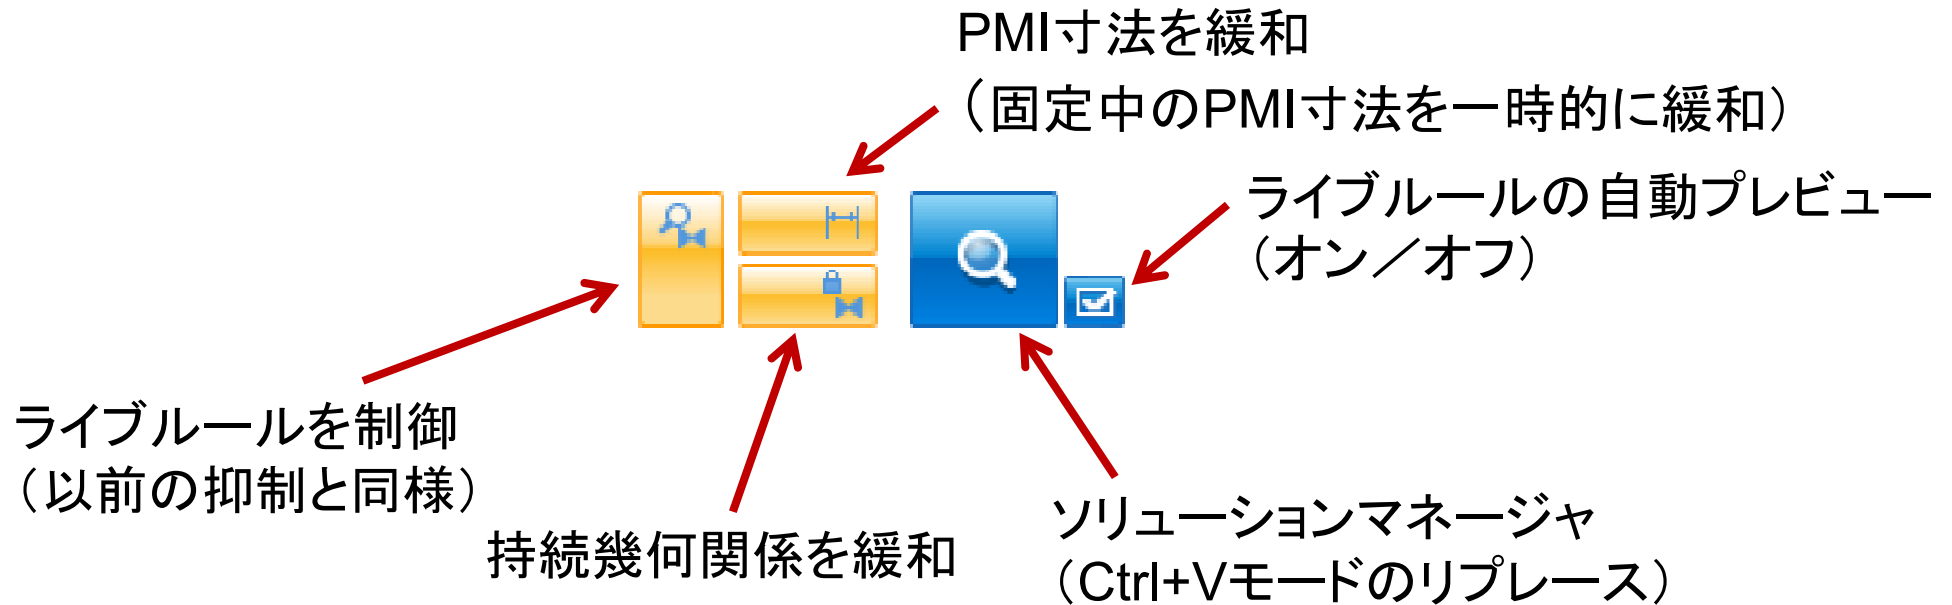 PMI寸法を緩和
（固定中のPMI寸法を一時的に緩和）
ライブルールの自動プレビュー
（オン／オフ）
ライブルールを制御
（以前の抑制と同様）
持続幾何関係を緩和
ソリューションマネージャ
（Ctrl+Vモードのリプレース）